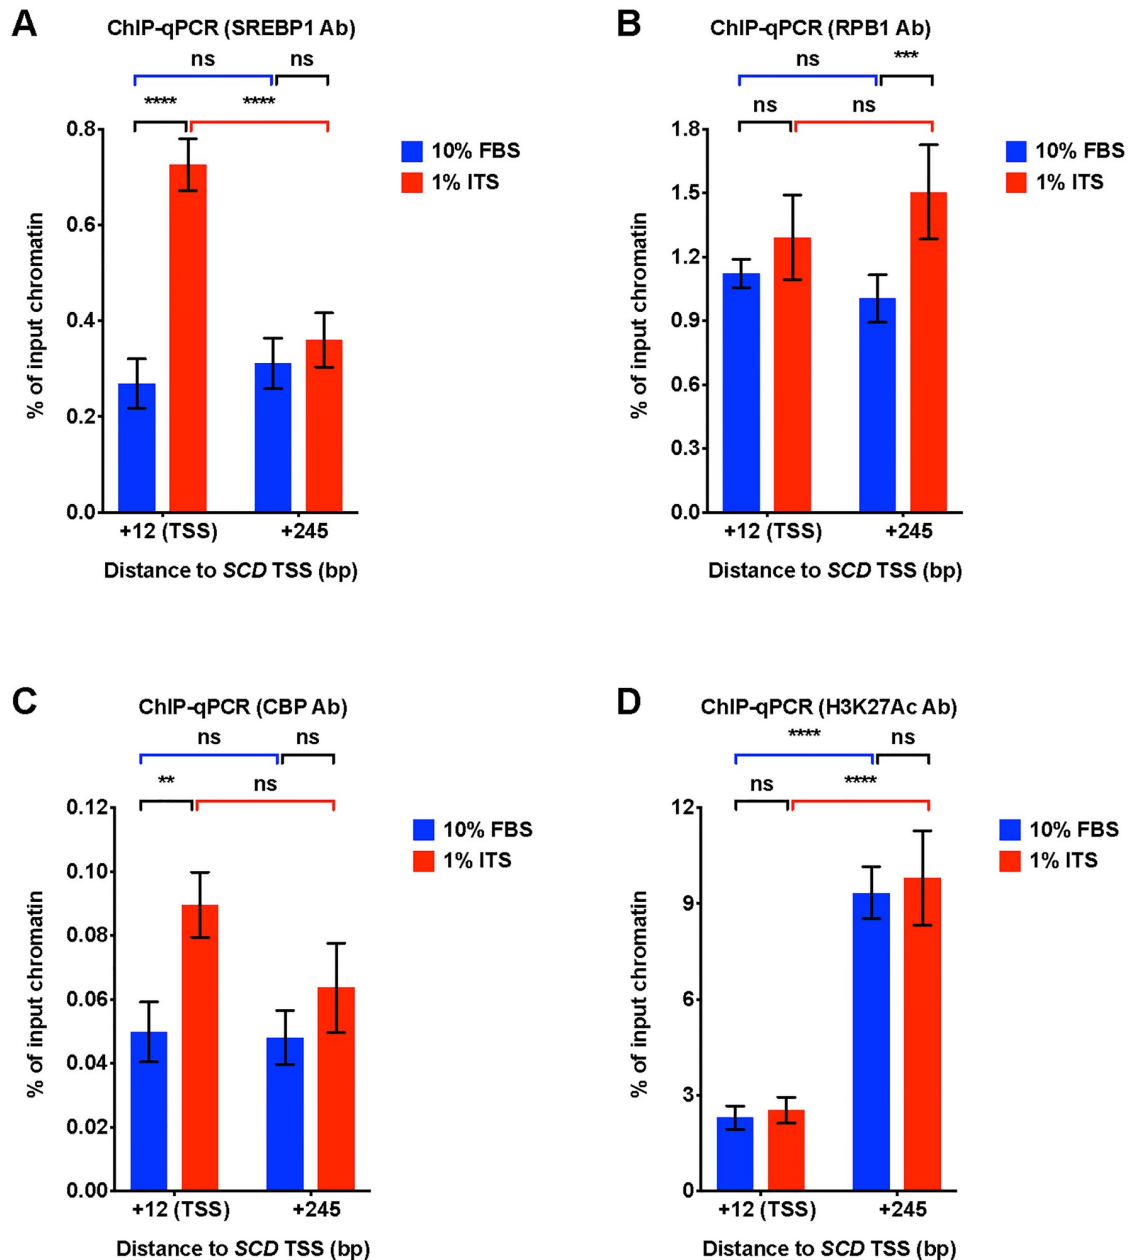 A
ChIP-qPCR (SREBP1 Ab)
ns
ns
****
****
0.8
0.6
0.4
0.2
0.0
% of input chromatin
10% FBS
1% ITS
+12 (TSS)
+245
Distance to SCD TSS (bp)
B
ChIP-qPCR (RPB1 Ab)
ns
***
ns
ns
1.8
1.5
1.2
0.9
0.6
0.3
0.0
% of input chromatin
10% FBS
1% ITS
+12 (TSS)
+245
Distance to SCD TSS (bp)
C
ChIP-qPCR (CBP Ab)
ns
ns
**
ns
0.12
0.10
0.08
0.06
0.04
0.02
0.00
% of input chromatin
10% FBS
1% ITS
+12 (TSS)
+245
Distance to SCD TSS (bp)
D
ChIP-qPCR (H3K27Ac Ab)
****
ns
ns
****
12
9
6
3
0
% of input chromatin
10% FBS
1% ITS
+12 (TSS)
+245
Distance to SCD TSS (bp)